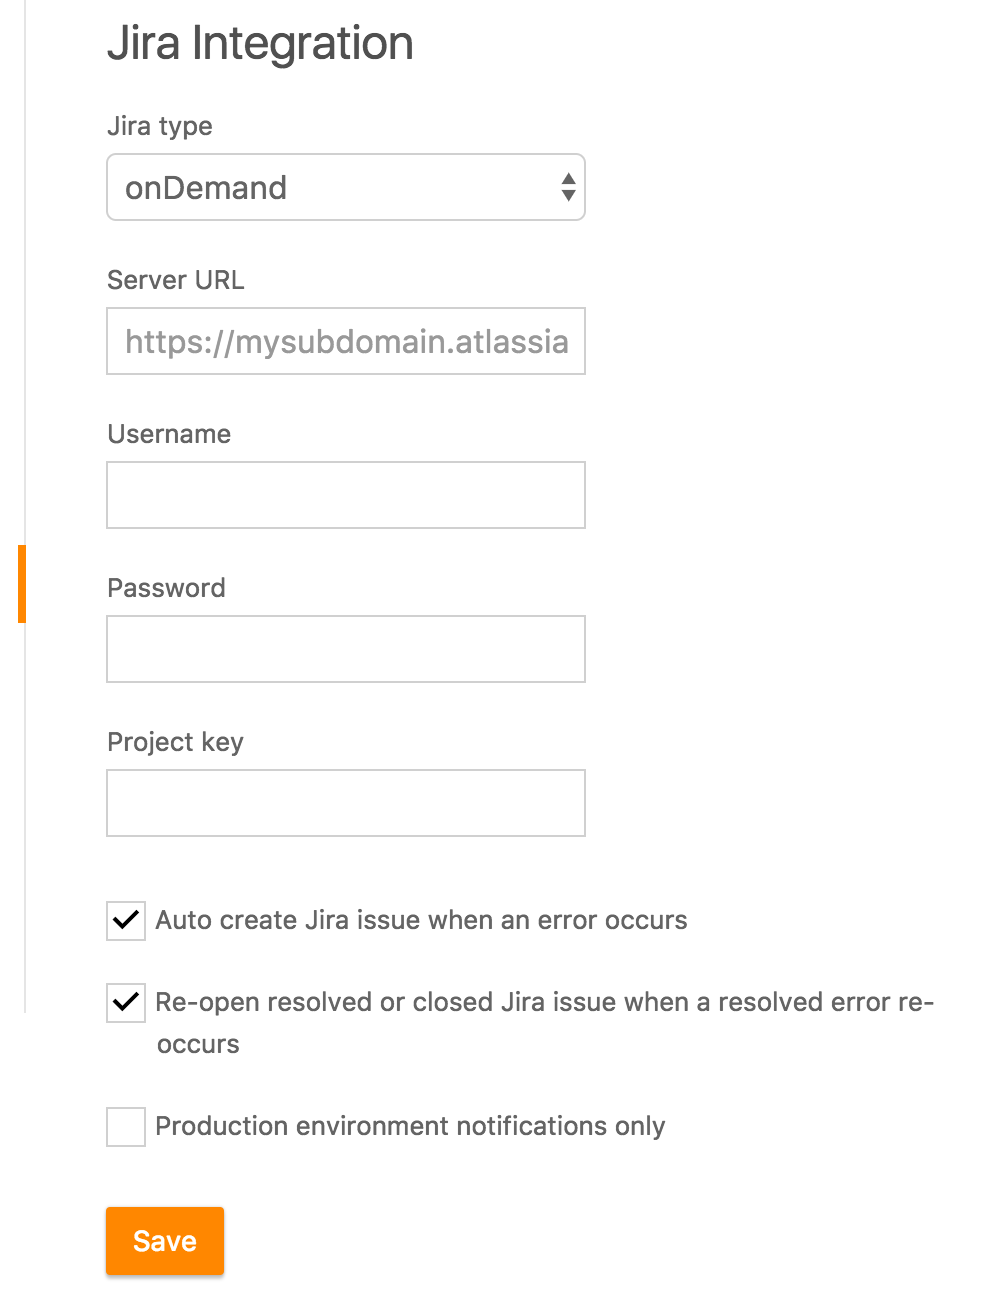 Jira Integration
Jira type
onDemand
Server URL
https://mysubdomain.atlassia
Username
Password
Project key
Auto create Jira issue when an error occurs
Re-open resolved or closed Jira issue when a resolved error re-
occurs
Production environment notifications only
Save